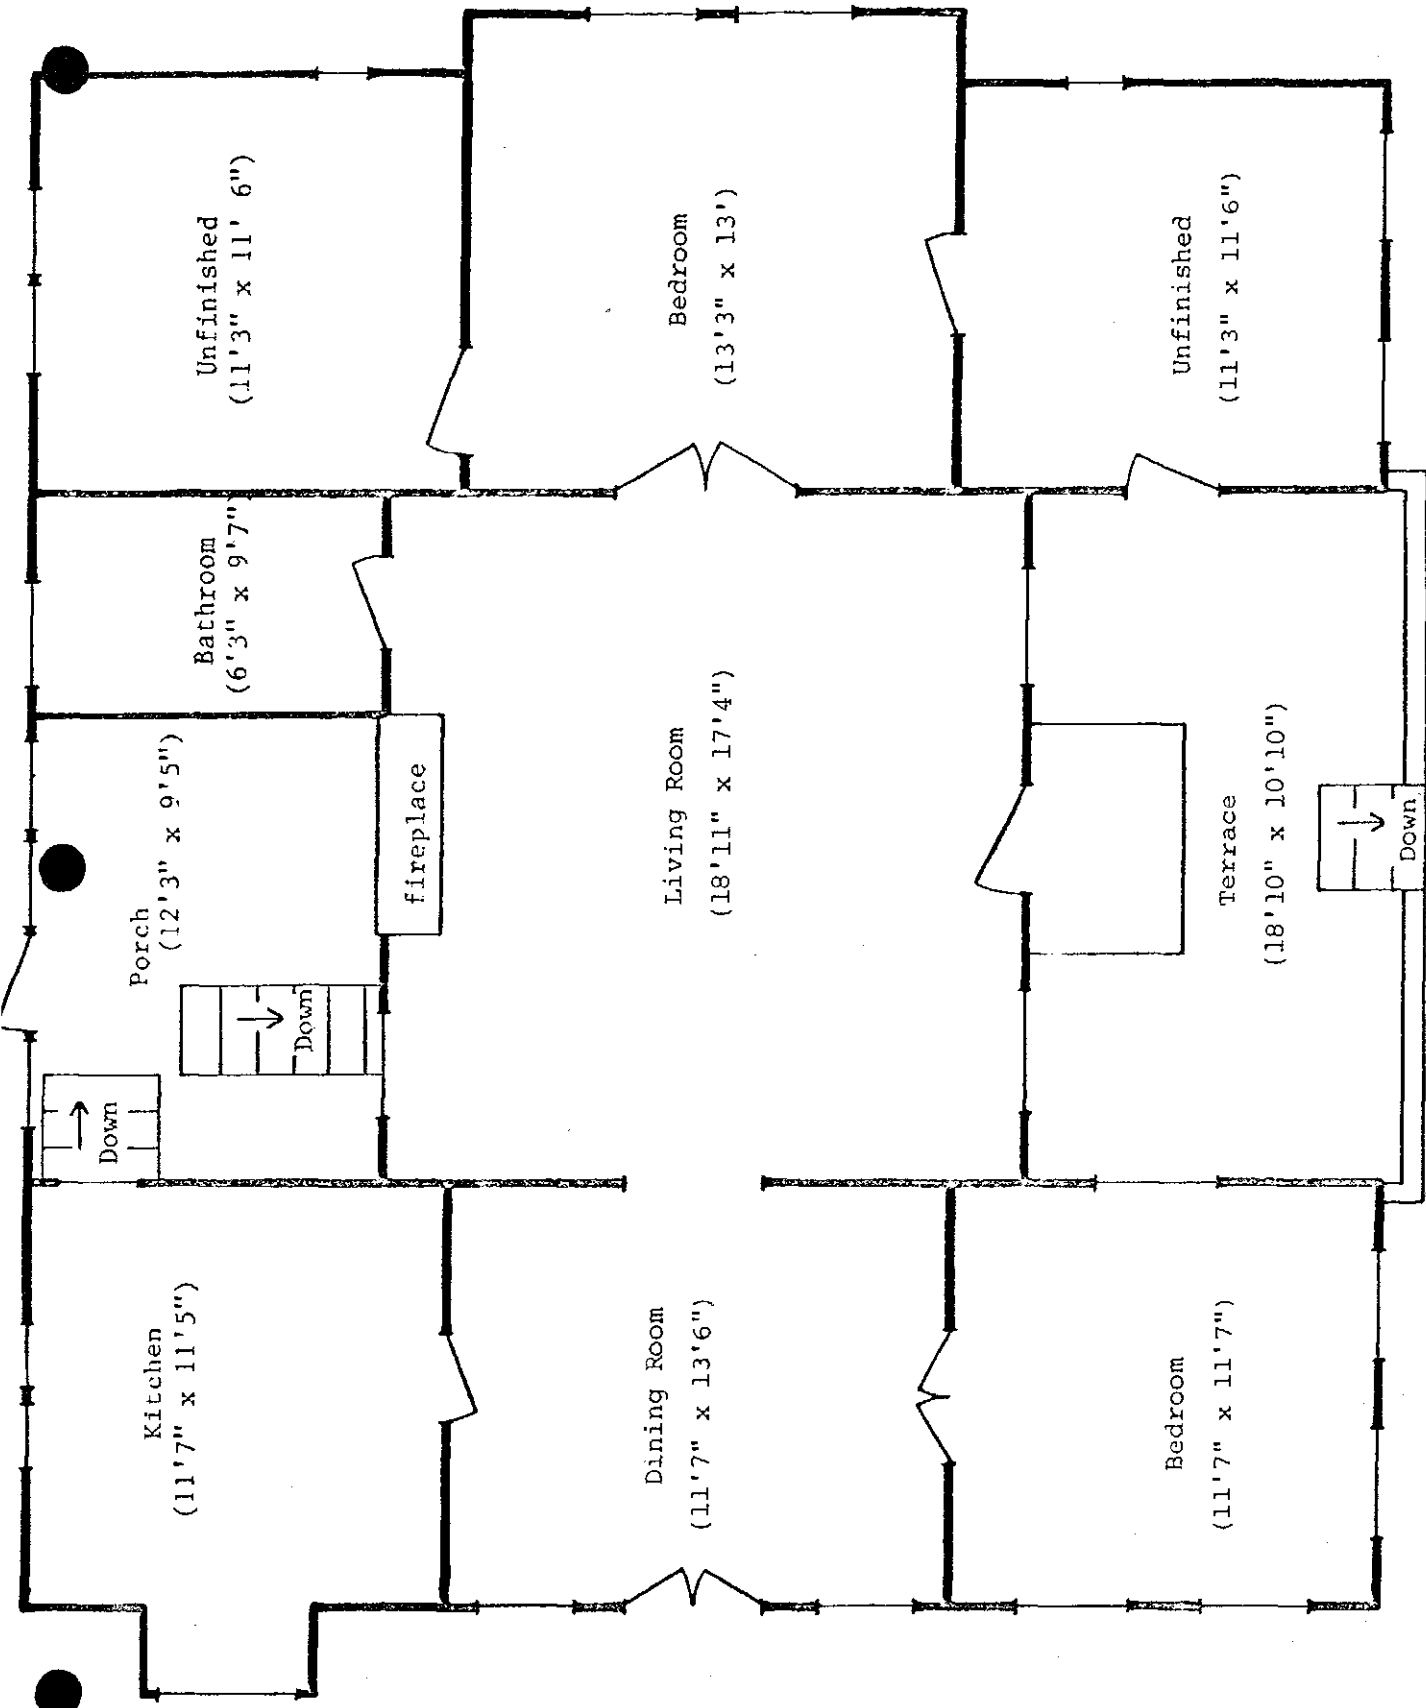 Kitchen
(11'7" x 11'5")
Down
Porch
(12'3" x 9'5")
Down
Bathroom
(6'3" x 9'7")
Unfinished
(11'3" x 11' 6")
fireplace
Dining Room
(11'7" x 13'6")
Living Room
(18'11" x 17'4")
Bedroom
(13'3" x 13')
Bedroom
(11'7" x 11'7")
Terrace
(18'10" x 10'10")
Down
Unfinished
(11'3" x 11'6")